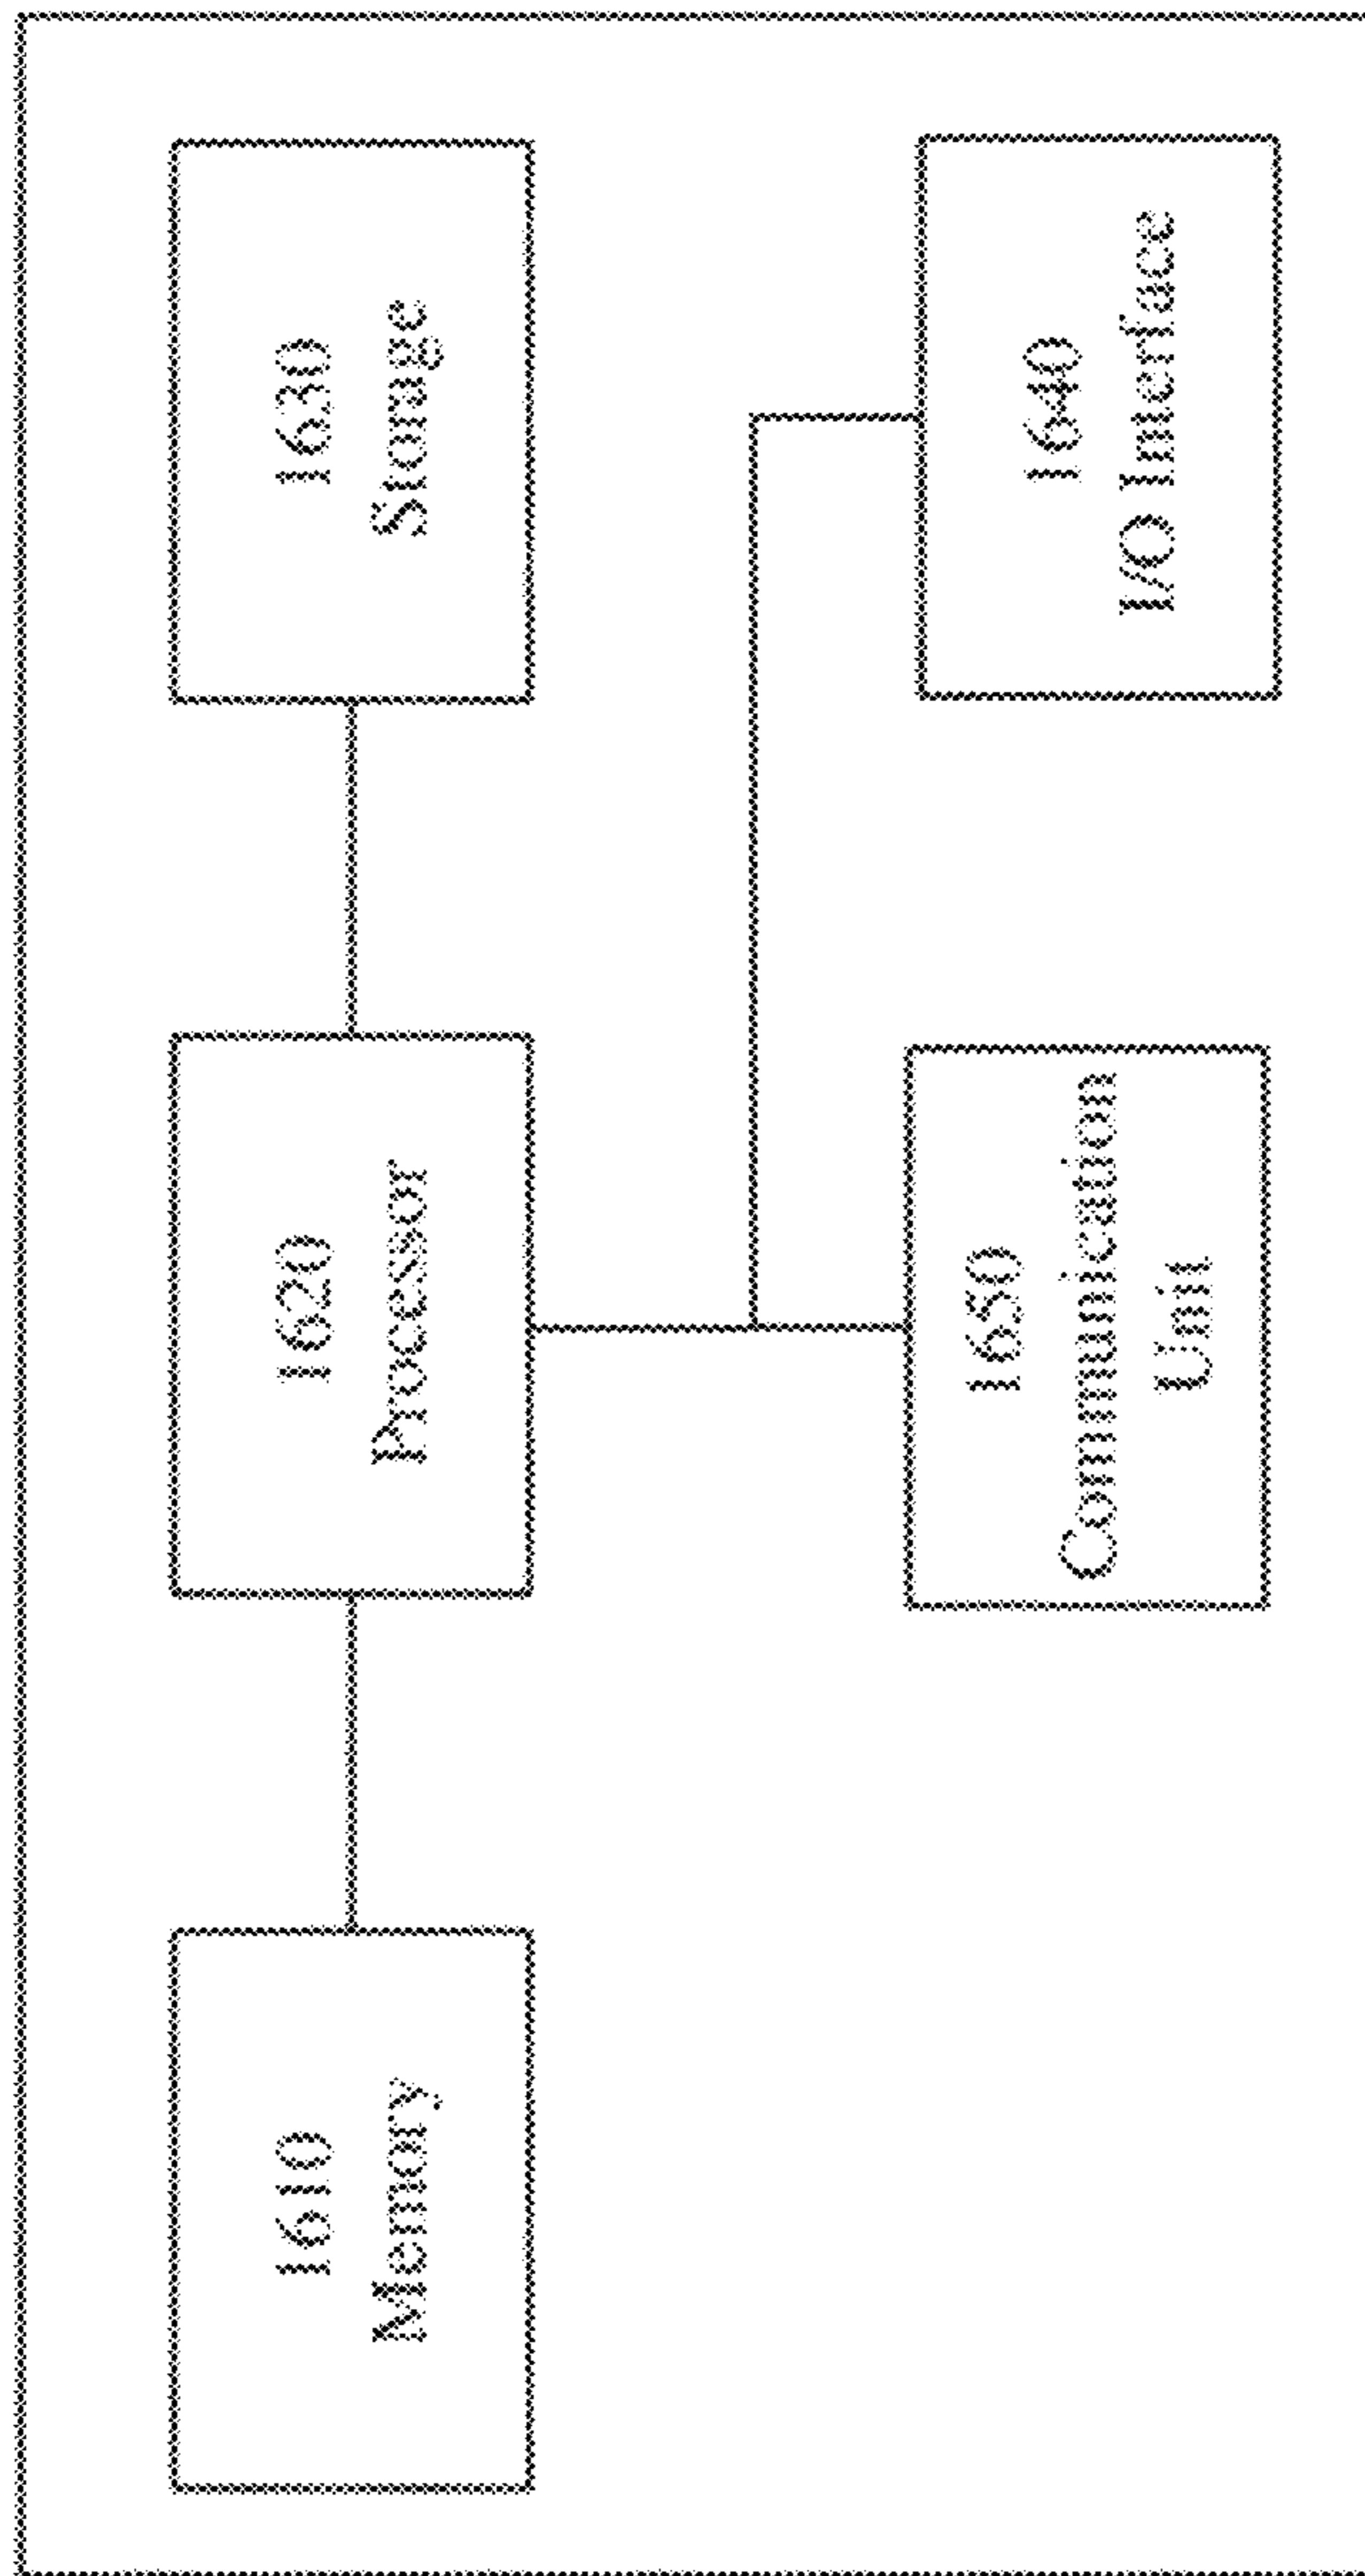 1610
Memory
1620
Processor
1630
Storage
1650
Communication
Unit
1640
I/O Interface